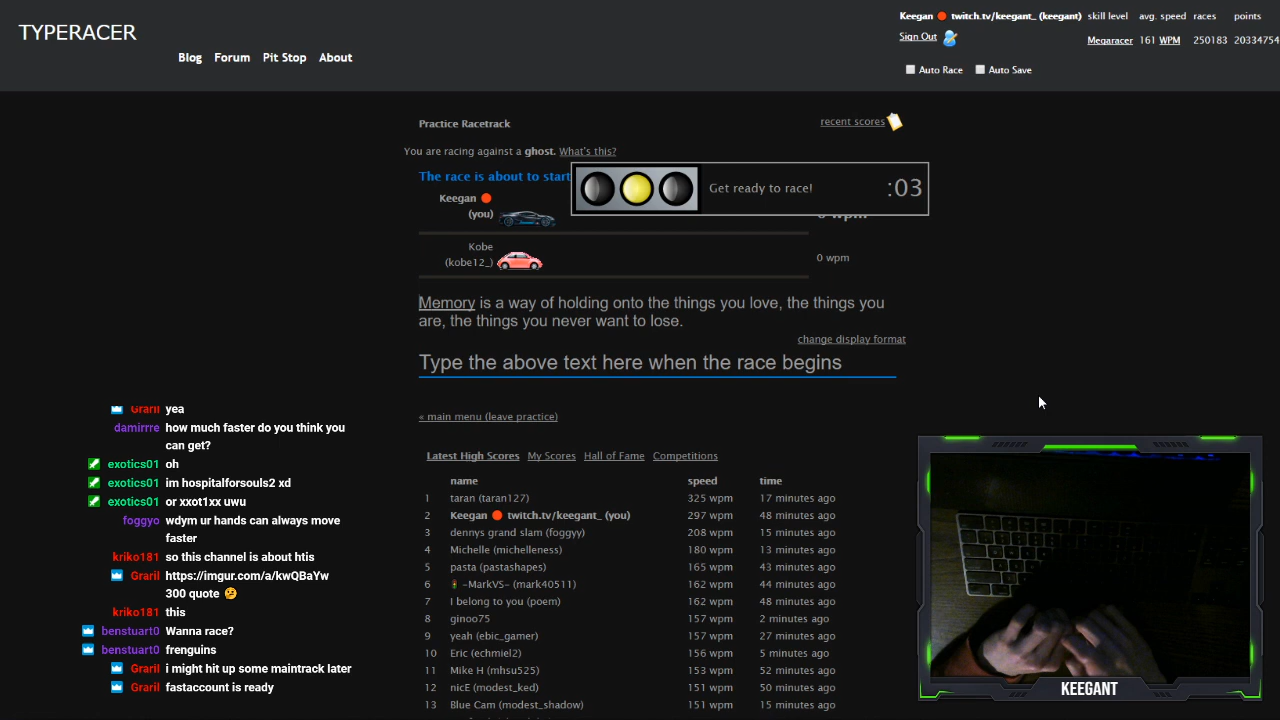 TYPERACER
Blog Forum Pit Stop About
Keegan twitch.tv/keegant_ (keegant) skill level avg. speed races points
Sign Out Megaracer 161 WPM 250183 20334754
Auto Race Auto Save
Practice Racetrack recent scores
You are racing against a ghost. What's this?
The race is about to start
Get ready to race! :03
Keegan
(you)
Kobe
(kobe12_) 0 wpm
Memory is a way of holding onto the things you love, the things you
are, the things you never want to lose.
change display format
Type the above text here when the race begins
« main menu (leave practice)
Latest High Scores My Scores Hall of Fame Competitions
name speed time
1 taran (taran127) 325 wpm 17 minutes ago
2 Keegan twitch.tv/keegant_ (you) 297 wpm 48 minutes ago
3 dennys grand slam (foggyy) 208 wpm 15 minutes ago
4 Michelle (michelleness) 180 wpm 13 minutes ago
5 pasta (pastashapes) 165 wpm 43 minutes ago
6 -MarkVS- (mark40511) 162 wpm 44 minutes ago
7 I belong to you (poem) 162 wpm 48 minutes ago
8 ginoo75 157 wpm 2 minutes ago
9 yeah (ebic_gamer) 157 wpm 27 minutes ago
10 Eric (echmiel2) 156 wpm 5 minutes ago
11 Mike H (mhsu525) 153 wpm 52 minutes ago
12 nicE (modest_ked) 151 wpm 50 minutes ago
13 Blue Cam (modest_shadow) 151 wpm 15 minutes ago
Graril yea
damirrre how much faster do you think you
can get?
exotics01 oh
exotics01 im hospitalforsouls2 xd
exotics01 or xxot1xx uwu
foggyo wdym ur hands can always move
faster
kriko181 so this channel is about htis
Graril https://imgur.com/a/kwQBaYw
300 quote 🤔
kriko181 this
benstuart0 Wanna race?
benstuart0 frenguins
Graril i might hit up some maintrack later
Graril fastaccount is ready
KEEGANT